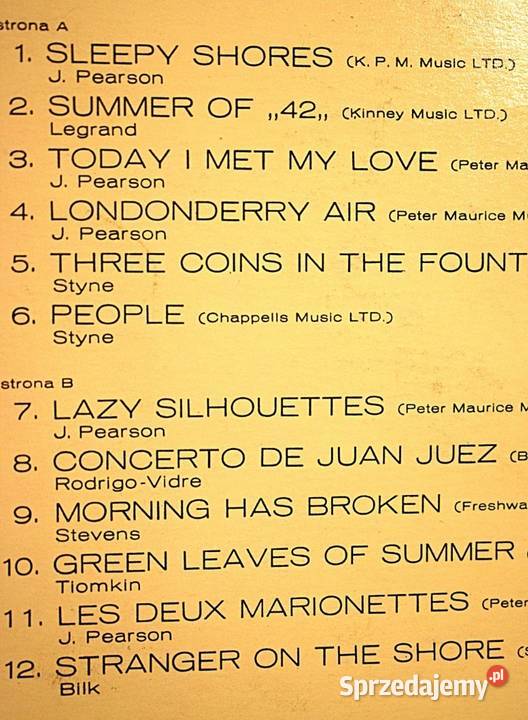 strona A
1. SLEEPY SHORES (K. P. M. Music LTD.)
J. Pearson
2. SUMMER OF „42„ (Kinney Music LTD.)
Legrand
3. TODAY I MET MY LOVE (Peter Ma
J. Pearson
4. LONDONDERRY AIR (Peter Maurice M
J. Pearson
5. THREE COINS IN THE FOUNT
Styne
6. PEOPLE (Chappells Music LTD.)
Styne
strona B
7. LAZY SILHOUETTES (Peter Maurice M
J. Pearson
8. CONCERTO DE JUAN JUEZ (B
Rodrigo-Vidre
9. MORNING HAS BROKEN (Freshwa
Stevens
10. GREEN LEAVES OF SUMMER (
Tiomkin
11. LES DEUX MARIONETTES (Peter
J. Pearson
12. STRANGER ON THE SHORE (S
Bilk
Sprzedajemy.pl